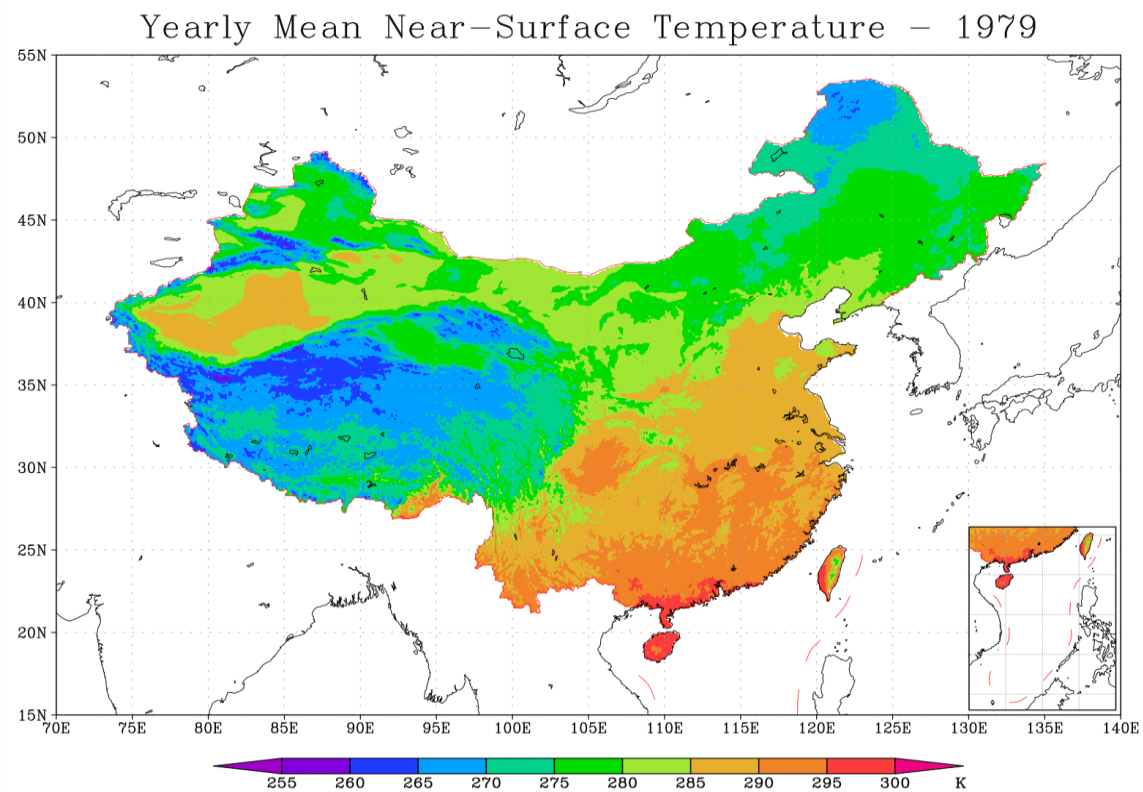 Yearly Mean Near-Surface Temperature - 1979
55N
50N
45N
40N
35N
30N
25N
20N
15N
70E 75E 80E 85E 90E 95E 100E 105E 110E 115E 120E 125E 130E 135E 140E
255 260 265 270 275 280 285 290 295 300 K